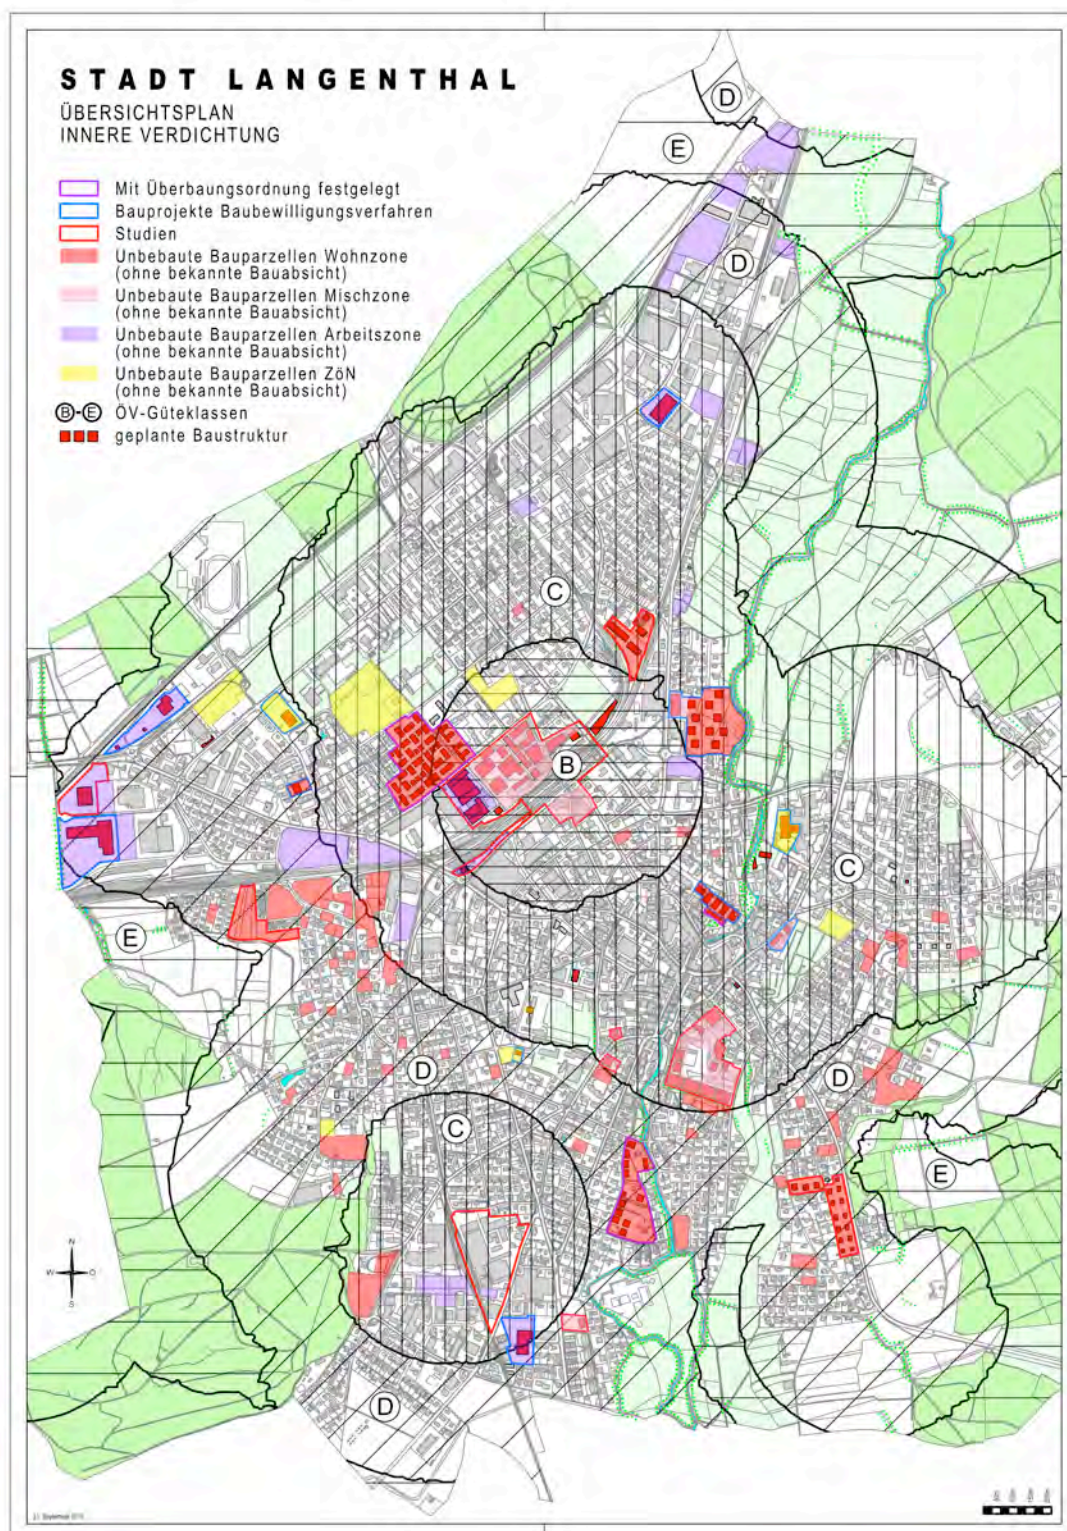 STADT LANGENTHAL
ÜBERSICHTSPLAN
INNERE VERDICHTUNG
Mit Überbaungsordnung festgelegt
Bauprojekte Baubewilligungsverfahren
Studien
Unbebaute Bauparzellen Wohnzone
(ohne bekannte Bauabsicht)
Unbebaute Bauparzellen Mischzone
(ohne bekannte Bauabsicht)
Unbebaute Bauparzellen Arbeitszone
(ohne bekannte Bauabsicht)
Unbebaute Bauparzellen ZöN
(ohne bekannte Bauabsicht)
B-E ÖV-Güteklassen
geplante Baustruktur
D
E
D
C
B
C
E
D
D
C
E
D
N
W O
S